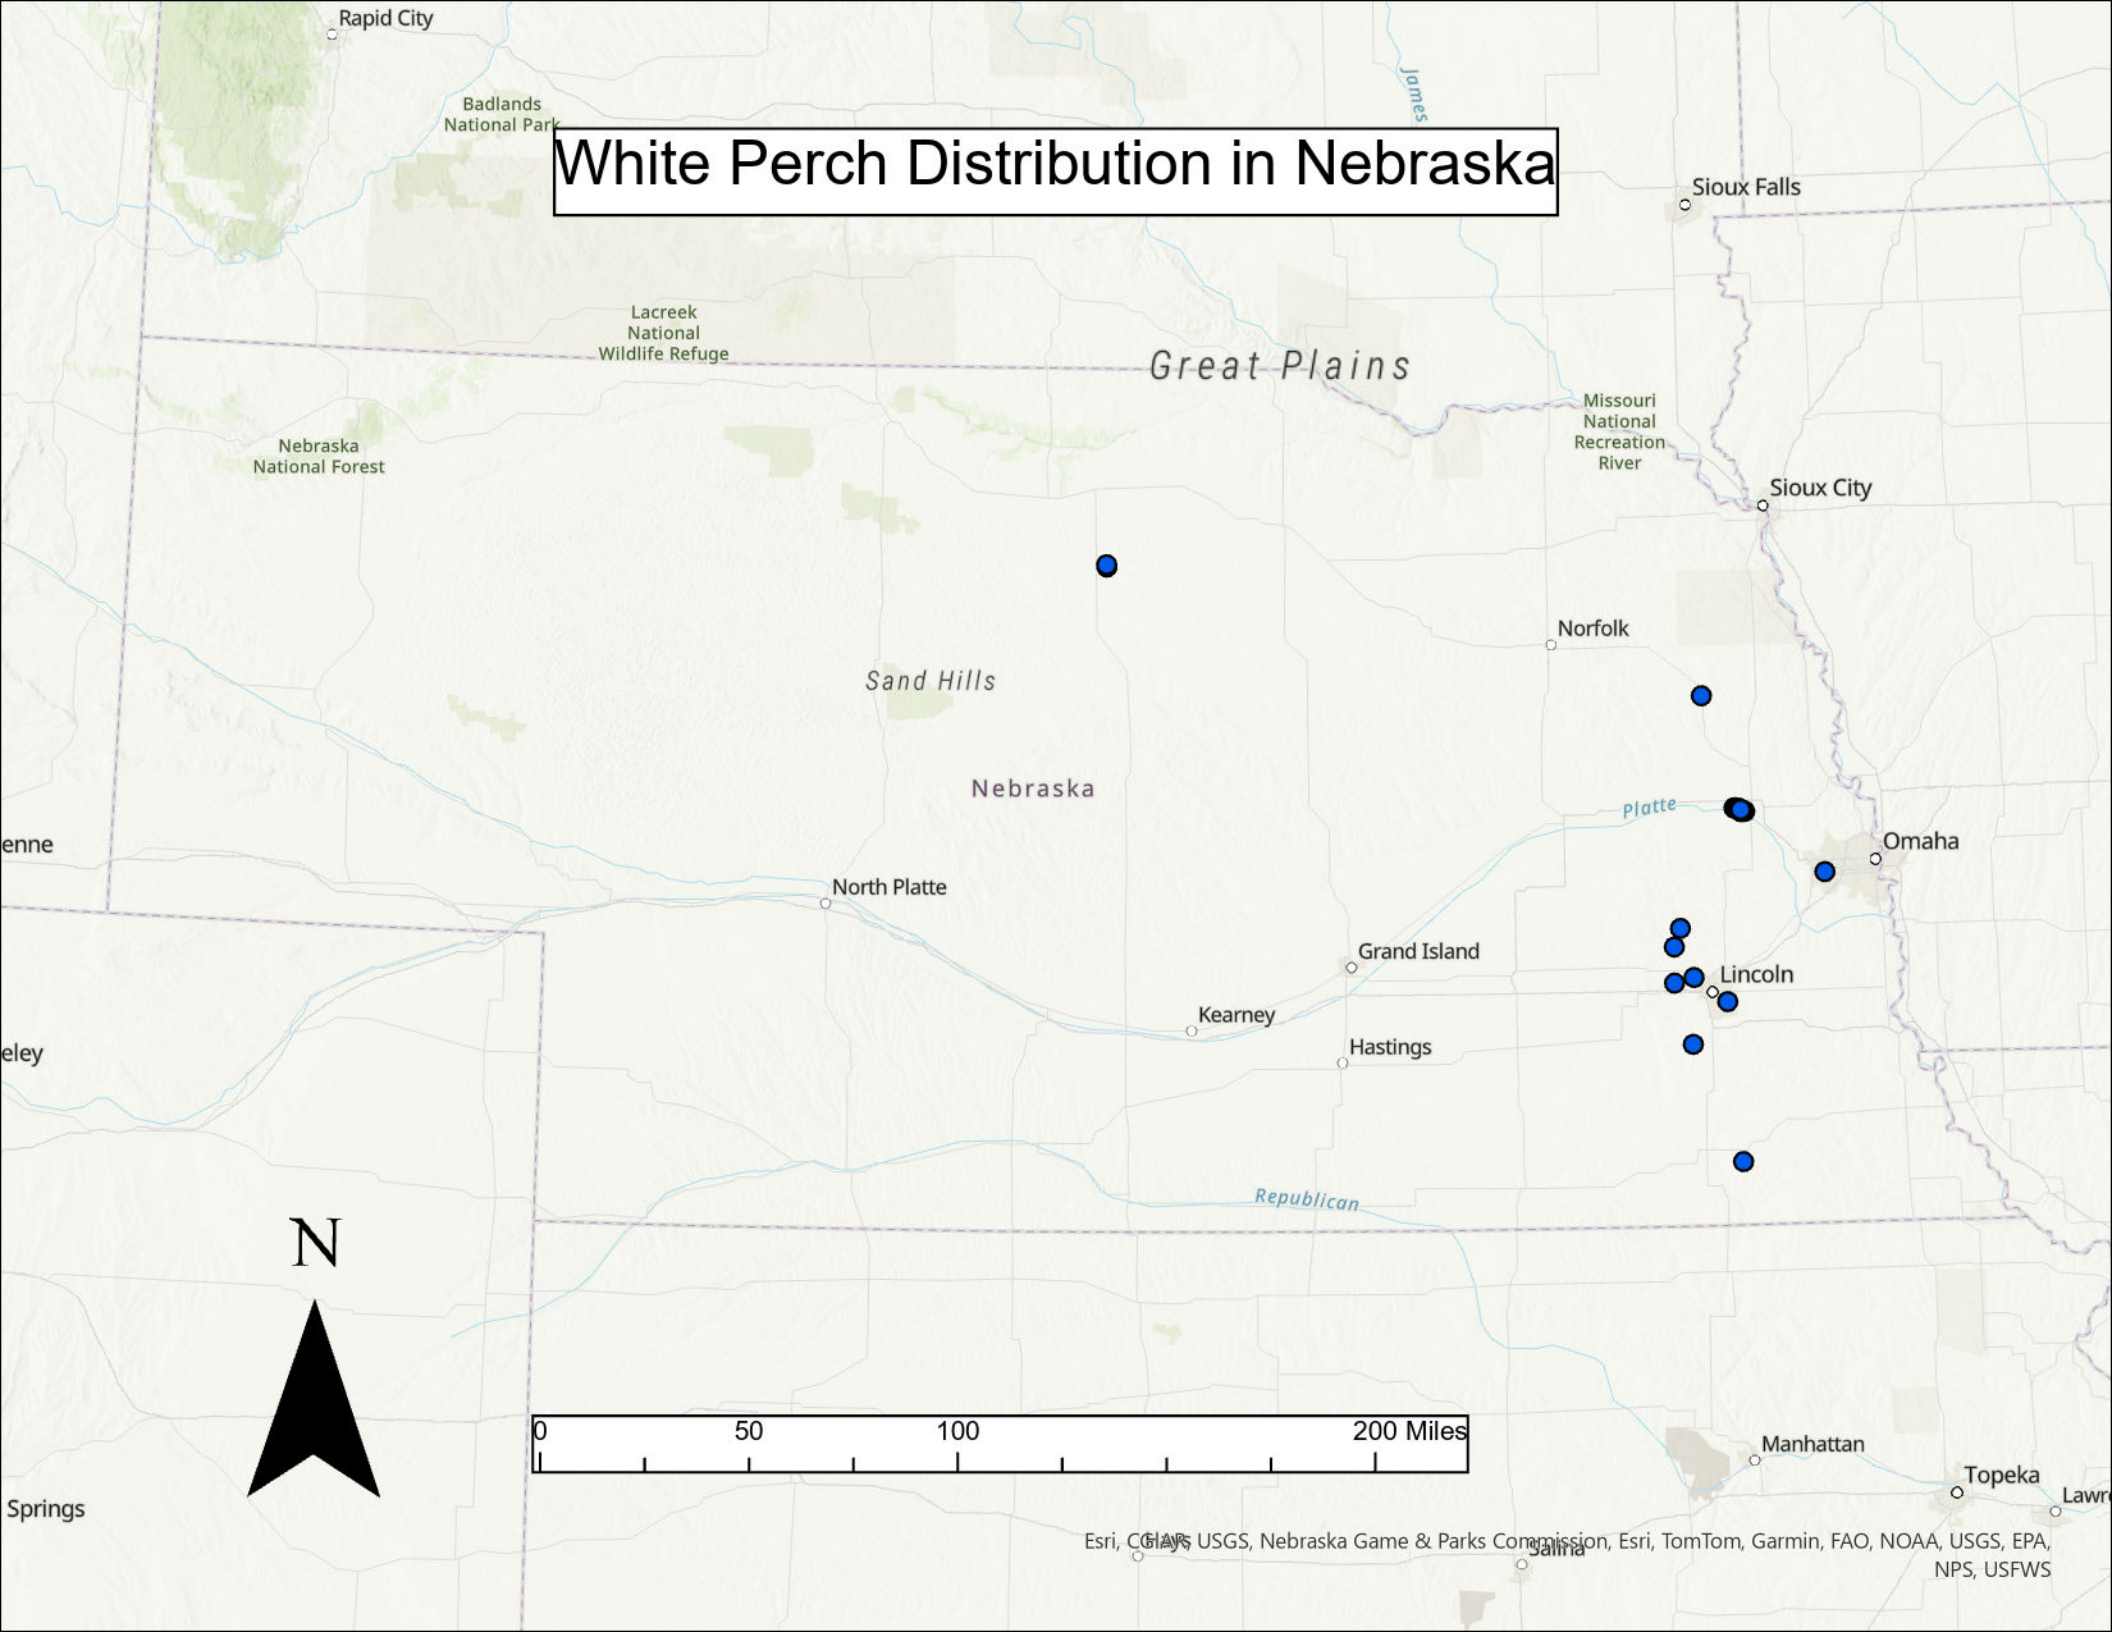 Rapid City
Badlands
National Park
James
White Perch Distribution in Nebraska
Sioux Falls
Lacreek
National
Wildlife Refuge
Great Plains
Missouri
National
Recreation
River
Nebraska
National Forest
Sioux City
Norfolk
Sand Hills
Nebraska
Platte
enne
Omaha
North Platte
Grand Island
Lincoln
Kearney
eley
Hastings
Republican
N
0 50 100 200 Miles
Manhattan
Topeka
Springs
Lawr
Hays
Salina
Esri, CGIAR, USGS, Nebraska Game & Parks Commission, Esri, TomTom, Garmin, FAO, NOAA, USGS, EPA,
NPS, USFWS